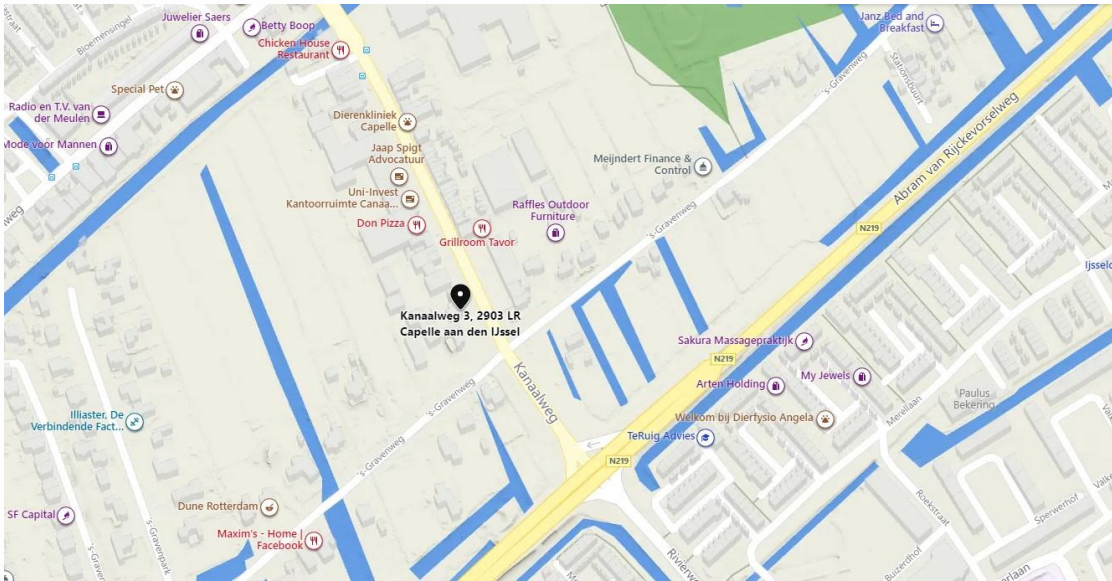 Juwelier Saers
Betty Boop
Bloemensingel
Chicken House
Restaurant
Janz Bed and
Breakfast
Stationsbuurt
's-Gravenweg
Special Pet
Radio en T.V. van
der Meulen
Mode voor Mannen
Dierenkliniek
Capelle
Jaap Spigt
Advocatuur
Uni-Invest
Kantoorruimte Canaa...
Don Pizza
Grillroom Tavor
Raffles Outdoor
Furniture
Meijndert Finance &
Control
Abram van Rijckevorselweg
's-Gravenweg
N219
Kanaalweg 3, 2903 LR
Capelle aan den IJssel
Sakura Massagepraktijk
N219
Arten Holding
My Jewels
Paulus
Bekering
Merellaan
Kanaalweg
's-Gravenweg
Illiaster, De
Verbindende Fact...
Welkom bij Dierfysio Angela
TeRuig Advies
N219
's-Gravenweg
Dune Rotterdam
SF Capital
Maxim's - Home |
Facebook
's-Gravenpark
Roekstraat
Sperwerhof
Buizerdhof